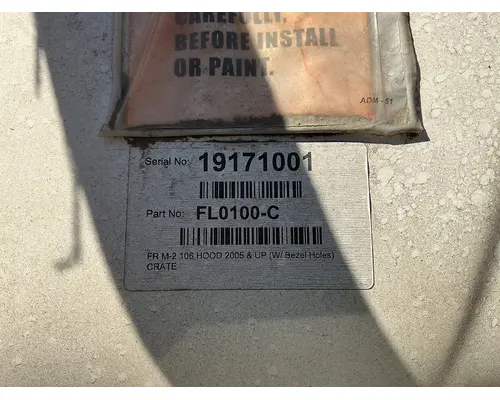 CAREFULLY,
BEFORE INSTALL
OR PAINT.
ADM-51
Serial No: 19171001
Part No: FL0100-C
FR M-2 106 HOOD 2005 & UP (W/ Bezel Holes)
CRATE